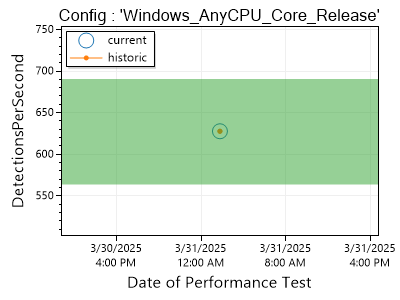 Config : 'Windows_AnyCPU_Core_Release'
750
700
650
600
550
DetectionsPerSecond
current
historic
3/30/2025 3/31/2025 3/31/2025 3/31/2025
4:00 PM 12:00 AM 8:00 AM 4:00 PM
Date of Performance Test